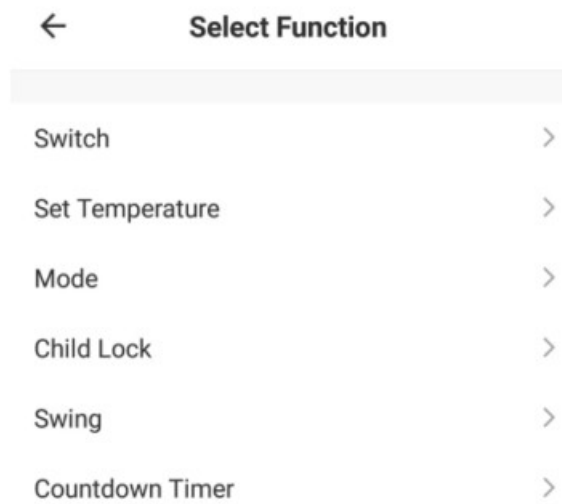 Select Function
Switch
Set Temperature
Mode
Child Lock
Swing
Countdown Timer